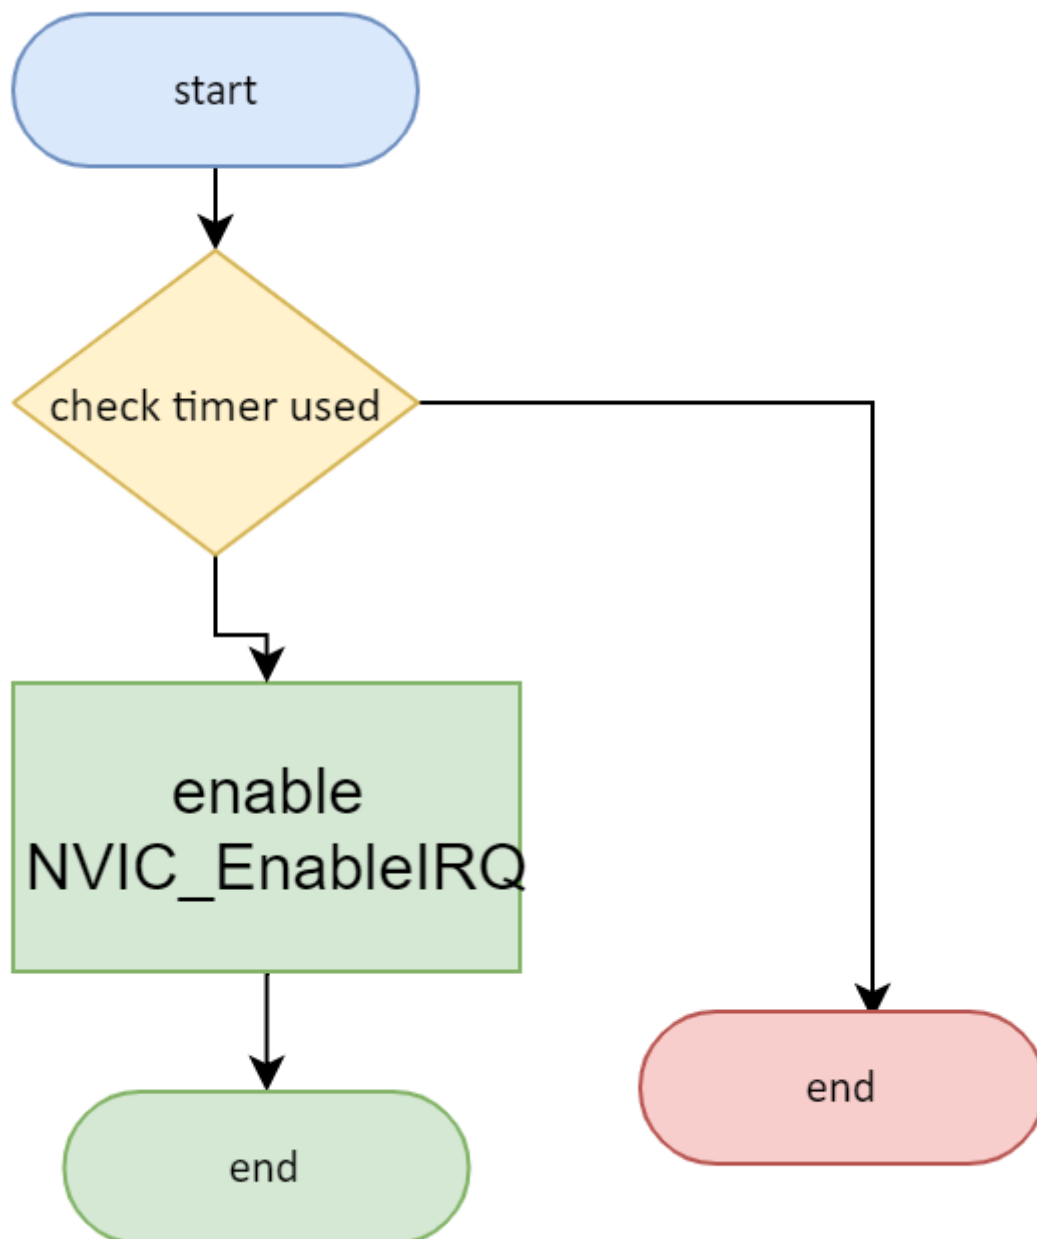 start
check timer used
enable
NVIC_EnableIRQ
end
end